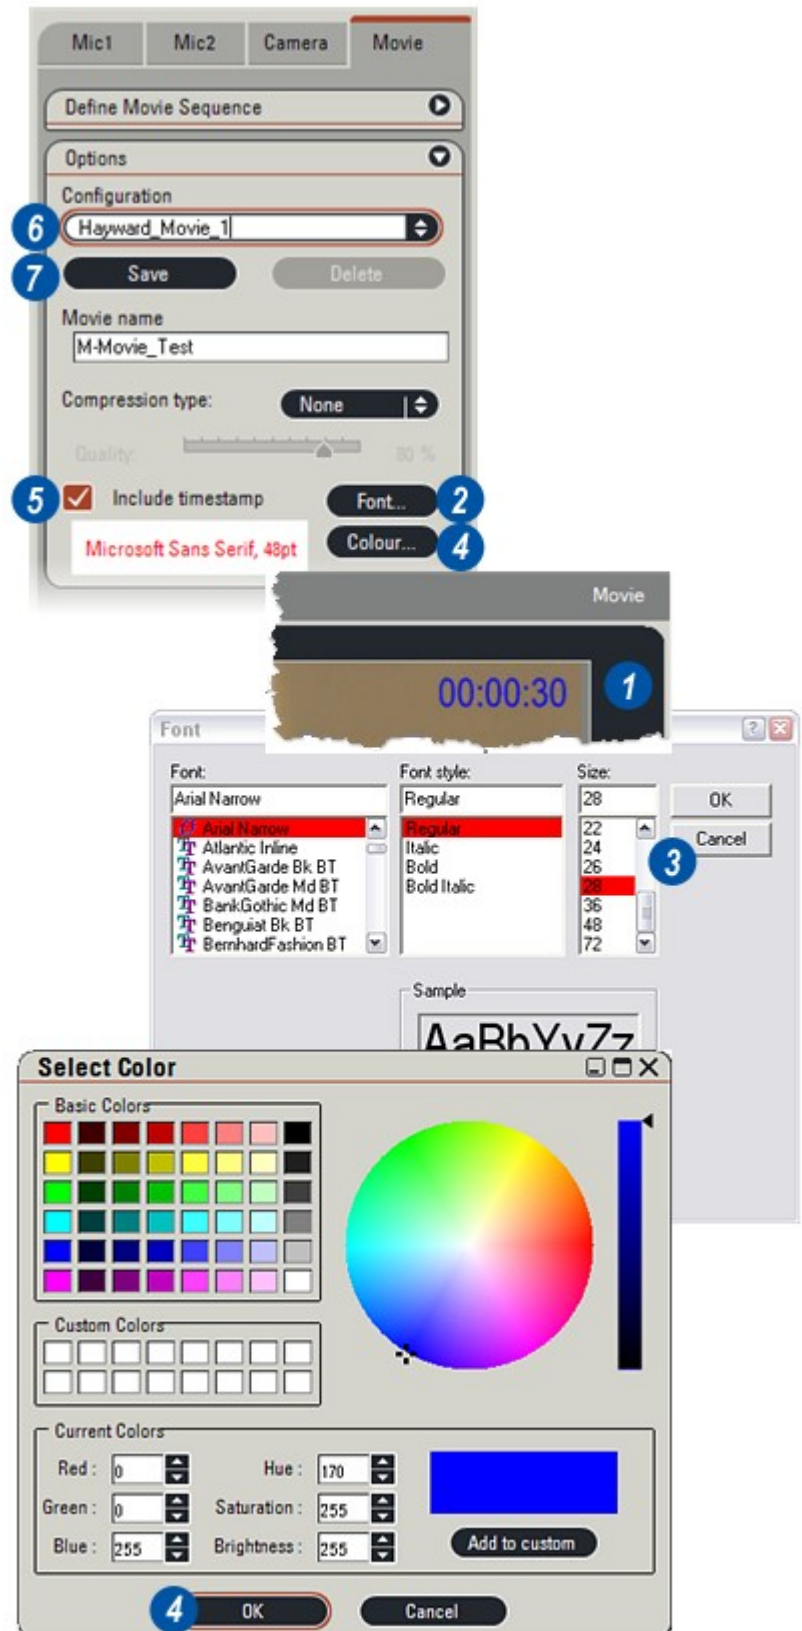 Mic1 Mic2 Camera Movie
Define Movie Sequence
Options
Configuration
6 Hayward_Movie_1
7 Save Delete
Movie name
M-Movie_Test
Compression type: None
Quality: 80 %
5 Include timestamp Font... 2
Microsoft Sans Serif, 48pt Colour... 4
Movie
00:00:30 1
Font
Font: Font style: Size:
Arial Narrow Regular 28 OK
Arial Narrow Regular 22 Cancel
Atlantic Inline Italic 24
AvantGarde Bk BT Bold 26 3
AvantGarde Md BT Bold Italic 28
BankGothic Md BT 36
Benguiat Bk BT 48
BernhardFashion BT 72
Sample
AaBbYyZz
Select Color
Basic Colors
Custom Colors
Current Colors
Red : 0 Hue : 170
Green : 0 Saturation : 255
Blue : 255 Brightness : 255 Add to custom
4 OK Cancel